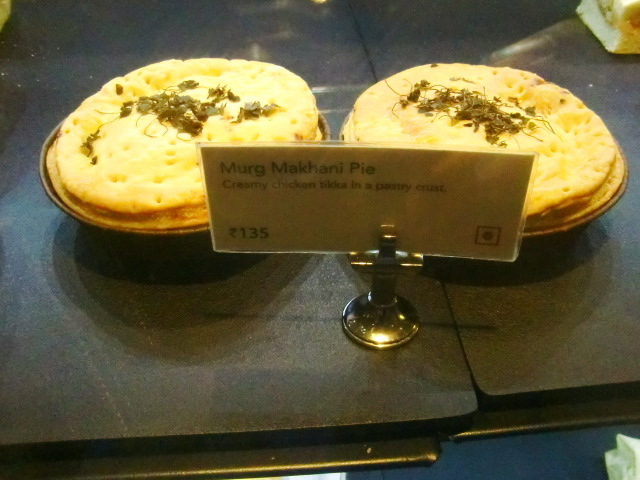 Murg Makhani Pie
Creamy chicken tikka in a pastry crust.
₹135